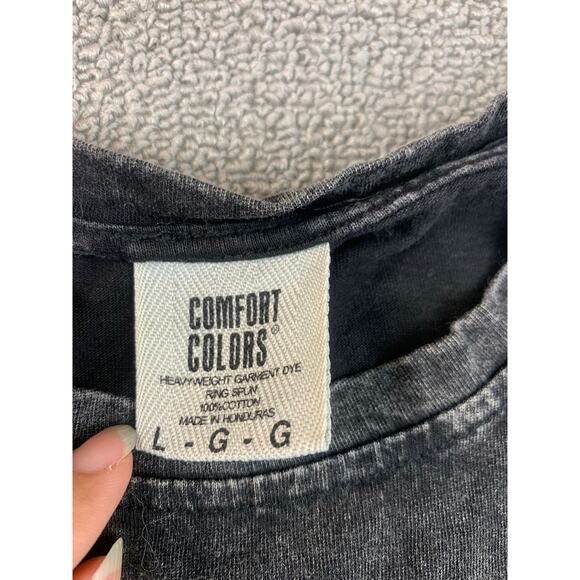 COMFORT
COLORS®
HEAVYWEIGHT GARMENT DYE
RING SPUN
100%COTTON
MADE IN HONDURAS
L - G - G